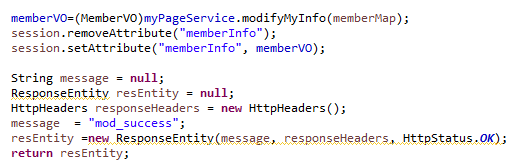 memberVO=(MemberVO)myPageService.modifyMyInfo(memberMap);
session.removeAttribute("memberInfo");
session.setAttribute("memberInfo", memberVO);
String message = null;
ResponseEntity resEntity = null;
HttpHeaders responseHeaders = new HttpHeaders();
message  = "mod_success";
resEntity =new ResponseEntity(message, responseHeaders, HttpStatus.OK);
return resEntity;